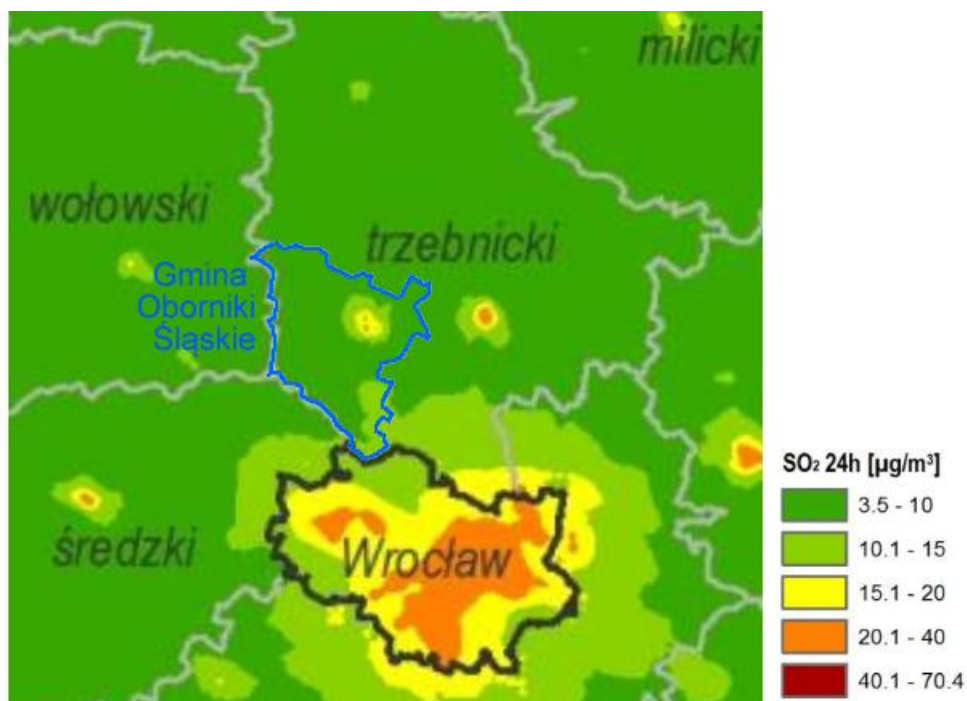 milicki
wołowski
trzebnicki
Gmina
Oborniki
Śląskie
średzki
Wrocław
SO₂ 24h [µg/m³]
3.5 - 10
10.1 - 15
15.1 - 20
20.1 - 40
40.1 - 70.4